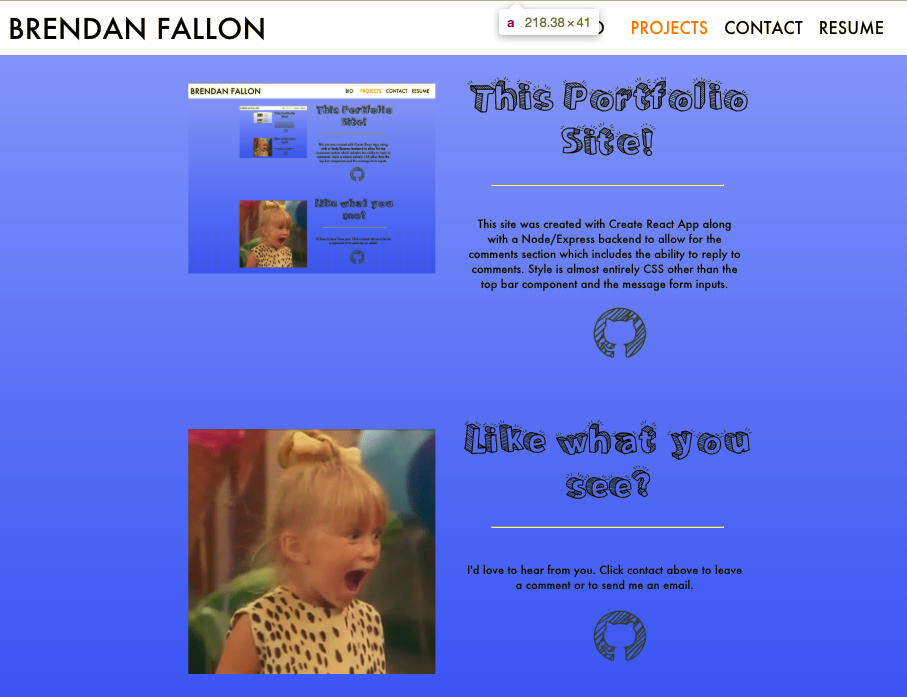 BRENDAN FALLON
a 218.38×41
PROJECTS CONTACT RESUME
BRENDAN FALLON BIO PROJECTS CONTACT RESUME
This Portfolio
Site!
This Portfolio
Site!
Like what you
see?
This site was created with Create React App along
with a Node/Express backend to allow for the
comments section which includes the ability to reply to
comments. Style is almost entirely CSS other than the
top bar component and the message form inputs.
Like what you
see?
I'd love to hear from you. Click contact above to leave
a comment or to send me an email.